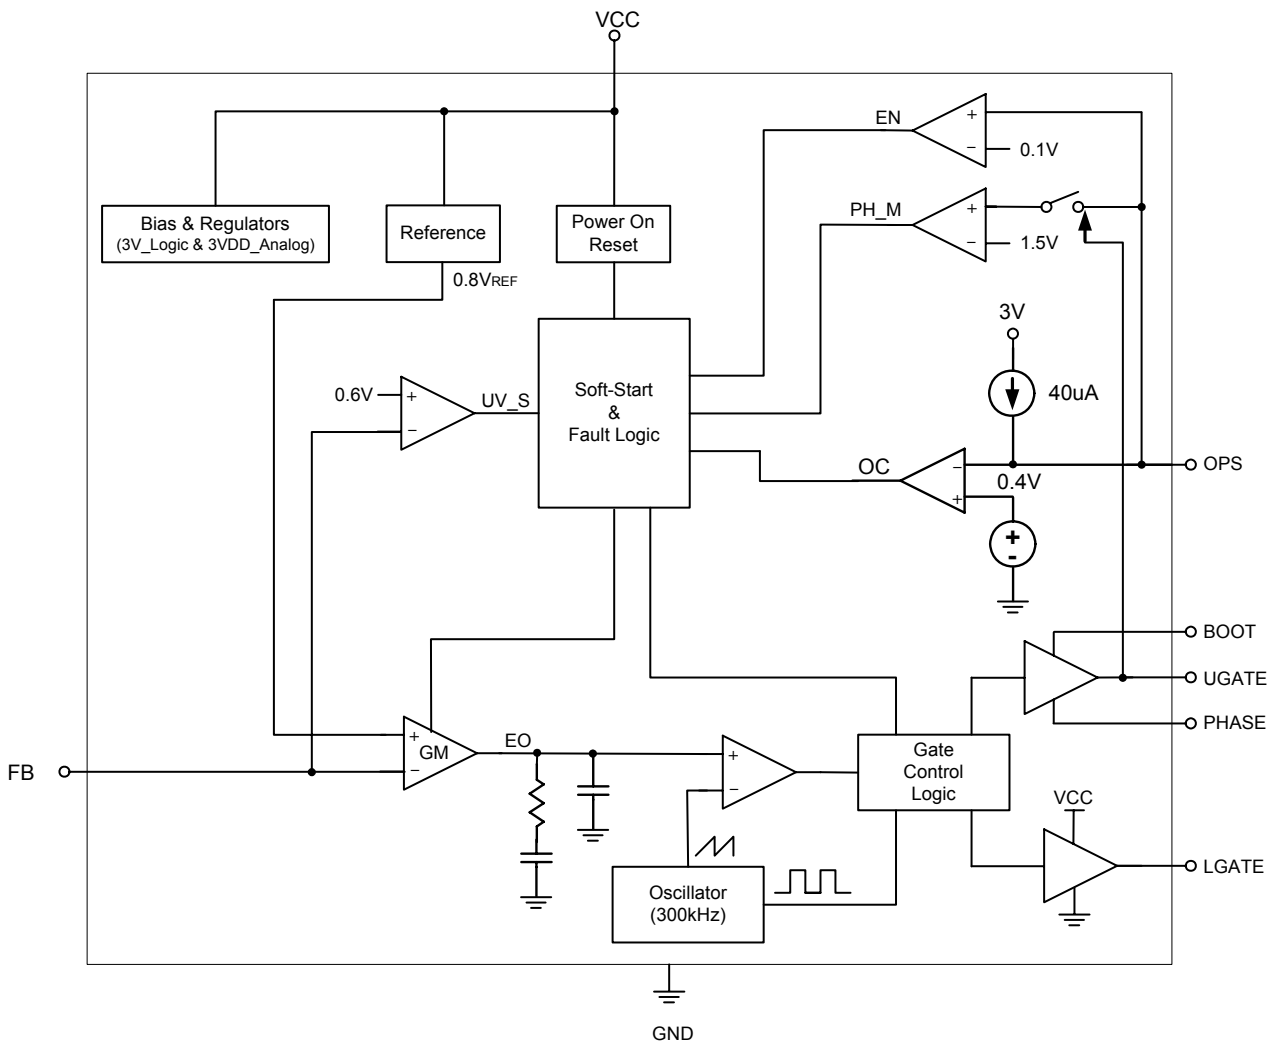 VCC
EN
+
−
0.1V
Bias & Regulators
(3V_Logic & 3VDD_Analog)
Reference
Power On
Reset
PH_M
+
−
1.5V
0.8VREF
3V
40uA
0.6V
+
−
UV_S
Soft-Start
&
Fault Logic
OC
−
+
0.4V
OPS
+
-
BOOT
UGATE
PHASE
FB
+
−
GM
EO
+
−
Gate
Control
Logic
VCC
LGATE
Oscillator
(300kHz)
GND